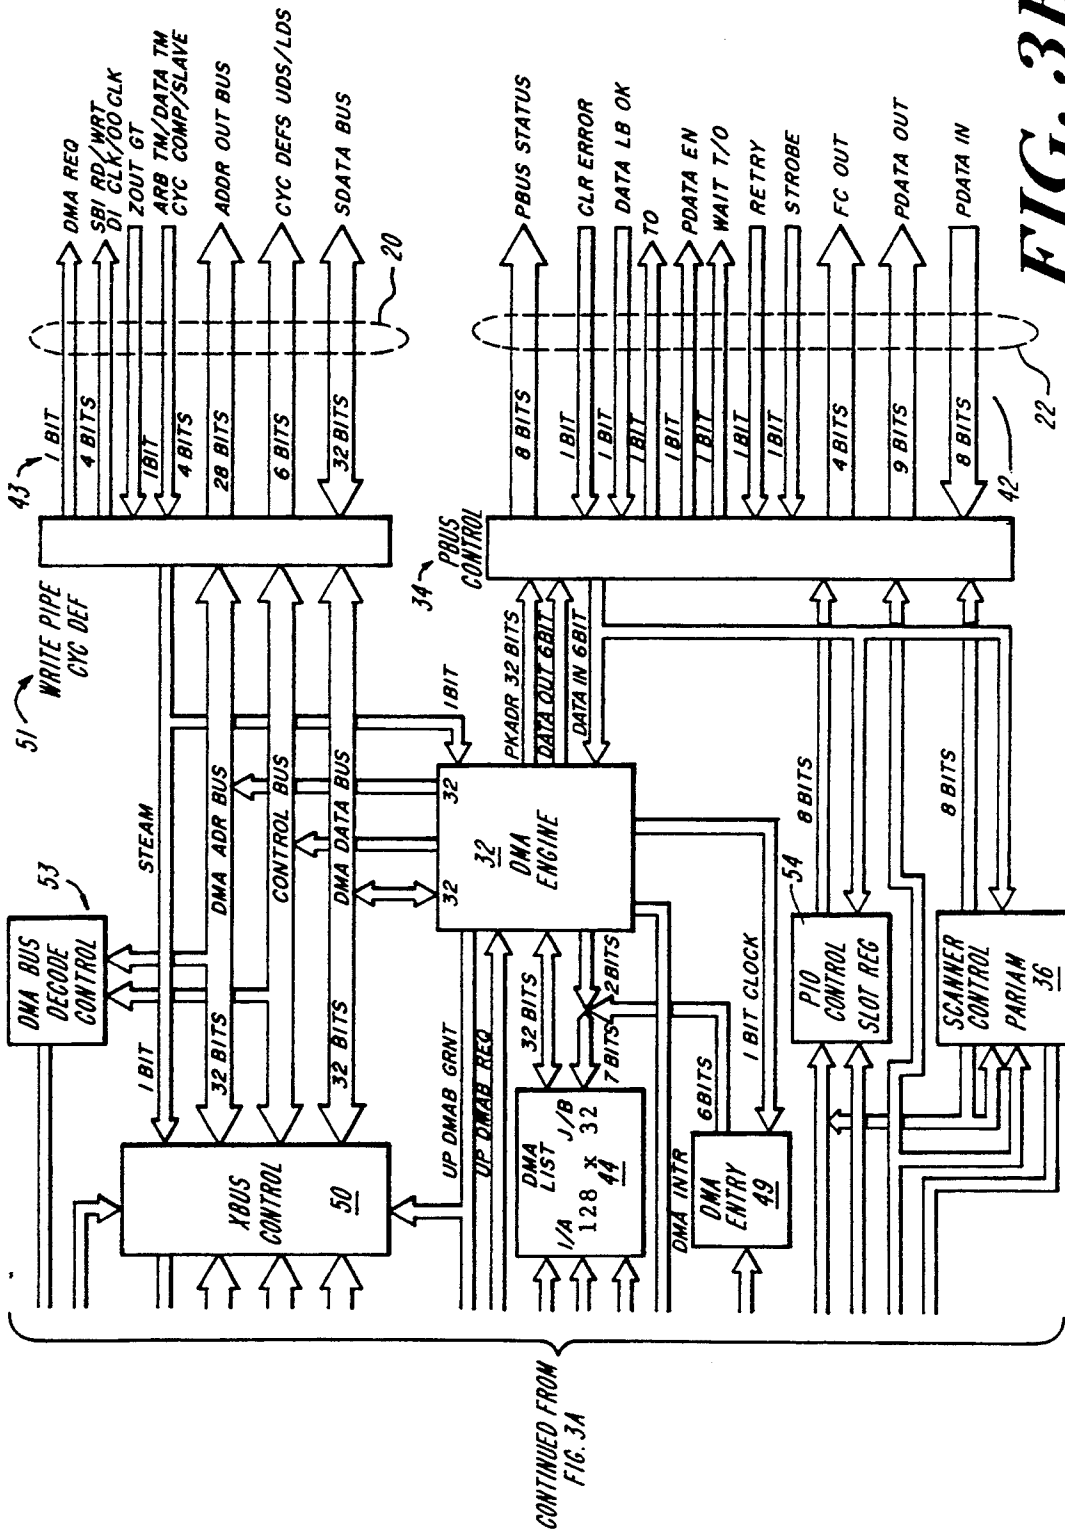 CONTINUED FROM
FIG. 3A
DMA BUS
DECODE
CONTROL
53
51
WRITE PIPE
CYC DEF
43
1 BIT
DMA REQ
4 BITS
SBI RD/WRT
DI CLK/OO CLK
ZOUT GT
1BIT
ARB TM/DATA TM
4 BITS
CYC COMP/SLAVE
28 BITS
ADDR OUT BUS
6 BITS
CYC DEFS UDS/LDS
32 BITS
SDATA BUS
20
XBUS
CONTROL
50
1 BIT
STEAM
32 BITS
DMA ADR BUS
CONTROL BUS
32 BITS
DMA DATA BUS
1BIT
UP DMAB GRNT
UP DMAB REQ
32
32
32
DMA
ENGINE
PKADR 32 BITS
DATA OUT 6BIT
DATA IN 6BIT
34
PBUS
CONTROL
8 BITS
PBUS STATUS
1 BIT
CLR ERROR
1 BIT
DATA LB OK
1BIT
TO
1 BIT
PDATA EN
1 BIT
WAIT T/O
1 BIT
RETRY
1 BIT
STROBE
4 BITS
FC OUT
9 BITS
PDATA OUT
8 BITS
PDATA IN
42
22
DMA
LIST
I/A
J/B
128 x 32
44
32 BITS
7BITS
2BITS
DMA INTR
DMA
ENTRY
49
6BITS
1 BIT CLOCK
54
PIO
CONTROL
SLOT REG
8 BITS
SCANNER
CONTROL
PARIAM
36
8 BITS